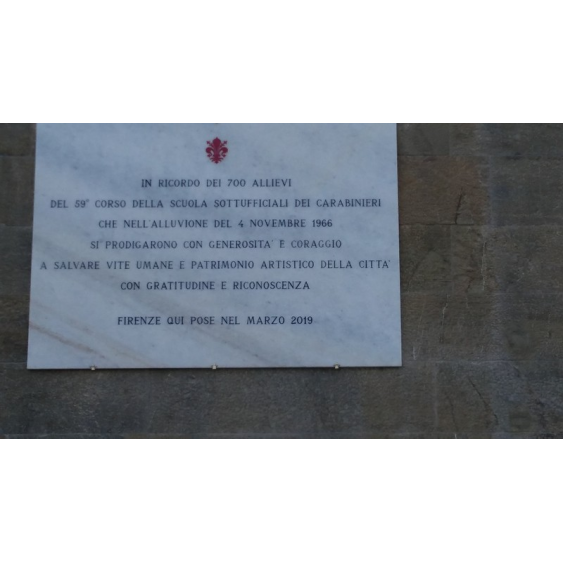 IN RICORDO DEI 700 ALLIEVI
DEL 59° CORSO DELLA SCUOLA SOTTUFFICIALI DEI CARABINIERI
CHE NELL'ALLUVIONE DEL 4 NOVEMBRE 1966
SI PRODIGARONO CON GENEROSITA' E CORAGGIO
A SALVARE VITE UMANE E PATRIMONIO ARTISTICO DELLA CITTA'
CON GRATITUDINE E RICONOSCENZA
FIRENZE QUI POSE NEL MARZO 2019